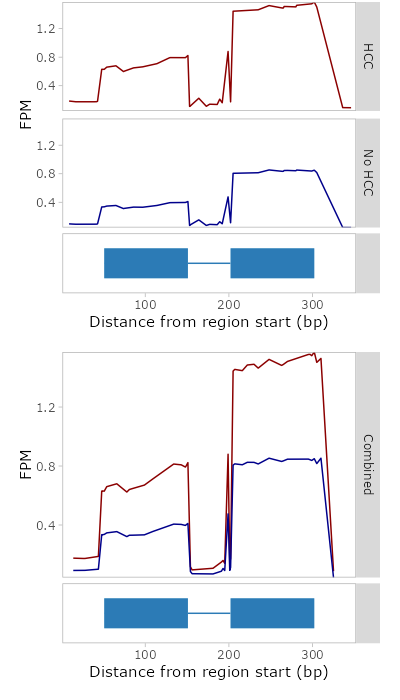 1.2
0.8
0.4
HCC
FPM
1.2
0.8
0.4
No HCC
100 200 300
Distance from region start (bp)
1.2
0.8
0.4
FPM
Combined
100 200 300
Distance from region start (bp)